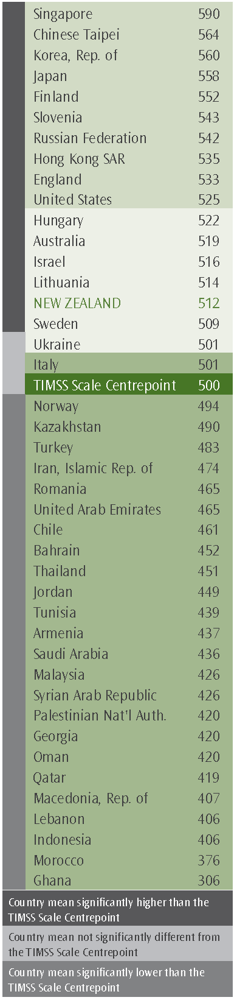 Singapore 590
Chinese Taipei 564
Korea, Rep. of 560
Japan 558
Finland 552
Slovenia 543
Russian Federation 542
Hong Kong SAR 535
England 533
United States 525
Hungary 522
Australia 519
Israel 516
Lithuania 514
NEW ZEALAND 512
Sweden 509
Ukraine 501
Italy 501
TIMSS Scale Centrepoint 500
Norway 494
Kazakhstan 490
Turkey 483
Iran, Islamic Rep. of 474
Romania 465
United Arab Emirates 465
Chile 461
Bahrain 452
Thailand 451
Jordan 449
Tunisia 439
Armenia 437
Saudi Arabia 436
Malaysia 426
Syrian Arab Republic 426
Palestinian Nat'l Auth. 420
Georgia 420
Oman 420
Qatar 419
Macedonia, Rep. of 407
Lebanon 406
Indonesia 406
Morocco 376
Ghana 306
Country mean significantly higher than the
TIMSS Scale Centrepoint
Country mean not significantly different from
the TIMSS Scale Centrepoint
Country mean significantly lower than the
TIMSS Scale Centrepoint